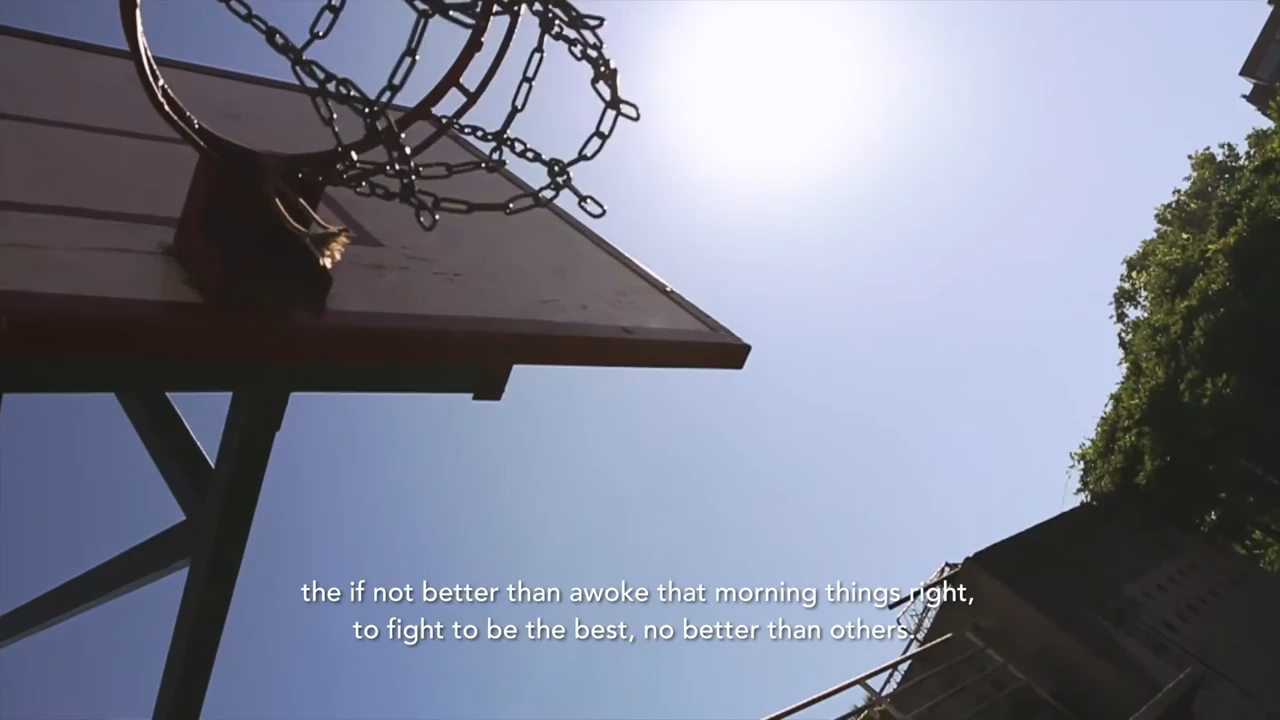 the if not better than awoke that morning things right,
to fight to be the best, no better than others.